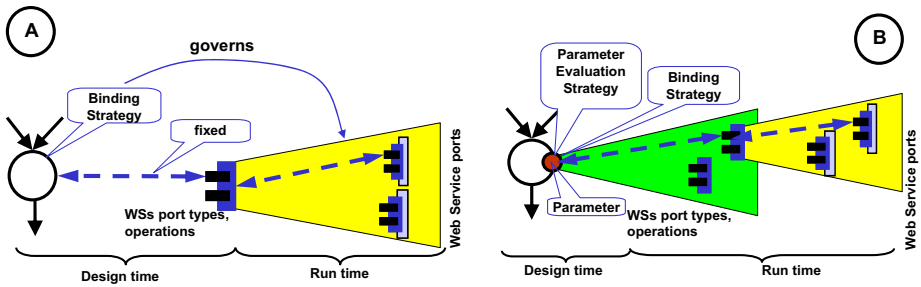 A
governs
Binding
Strategy
fixed
WSs port types,
operations
Web Service ports
Design time
Run time
B
Parameter
Evaluation
Strategy
Binding
Strategy
Parameter
WSs port types,
operations
Web Service ports
Design time
Run time